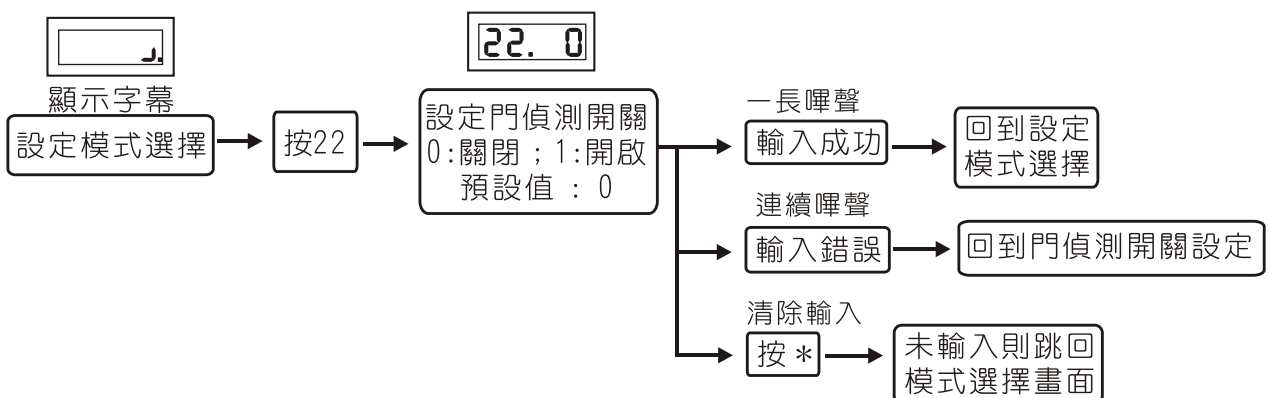 顯示字幕
設定模式選擇
按22
22. 0
設定門偵測開關
0:關閉；1:開啟
預設值：0
一長嗶聲
輸入成功
回到設定
模式選擇
連續嗶聲
輸入錯誤
回到門偵測開關設定
清除輸入
按*
未輸入則跳回
模式選擇畫面